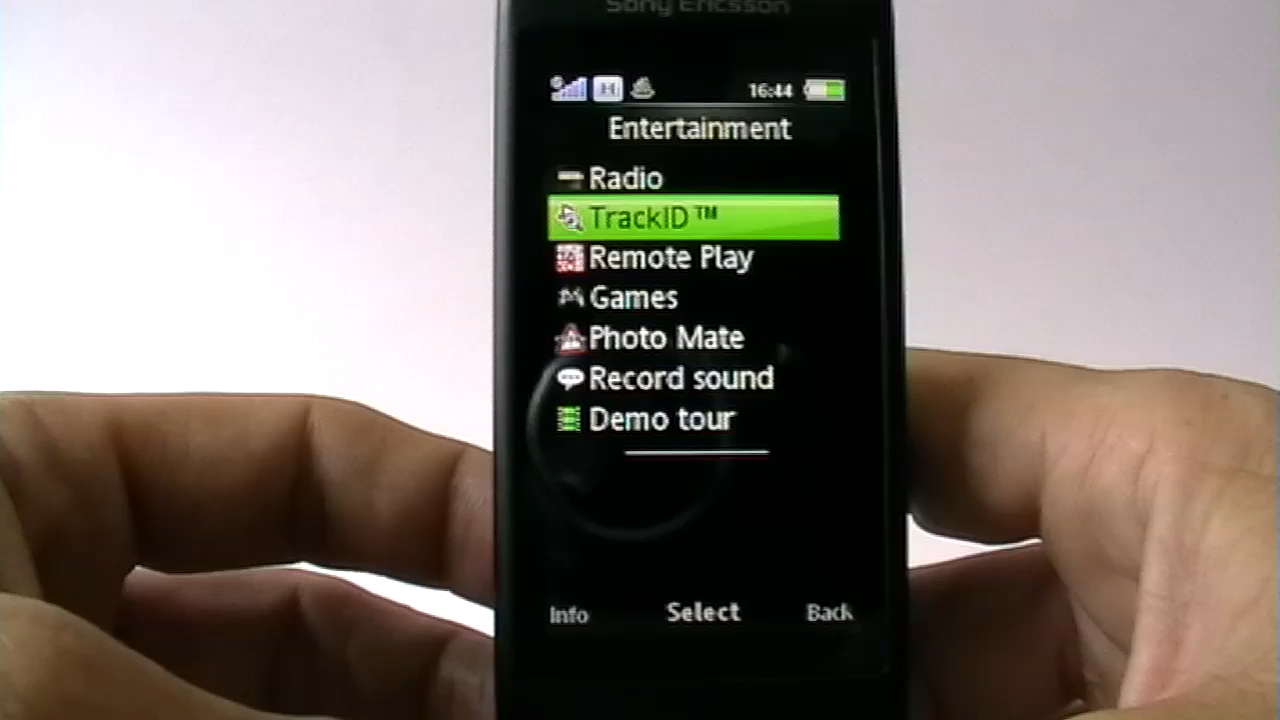 Sony Ericsson
H 16:44
Entertainment
Radio
TrackID™
Remote Play
Games
Photo Mate
Record sound
Demo tour
Info Select Back